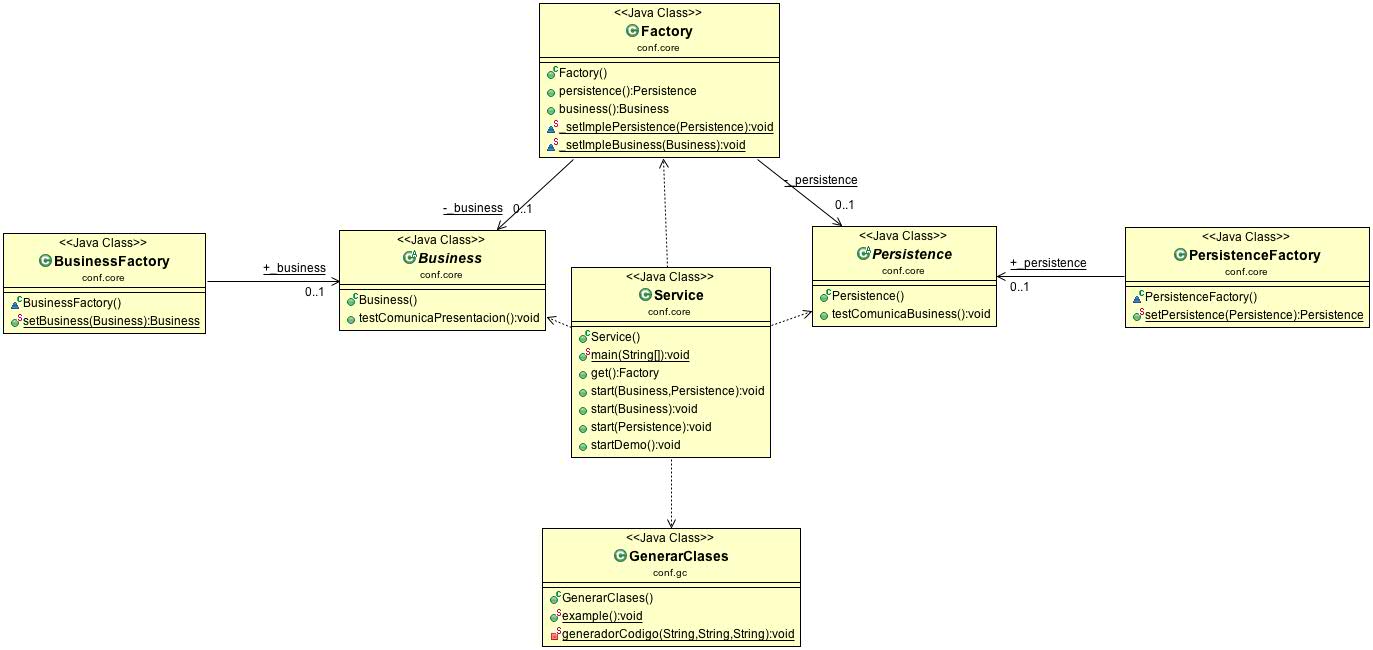 <<Java Class>>
Factory
conf.core
Factory()
persistence():Persistence
business():Business
_setImplePersistence(Persistence):void
_setImpleBusiness(Business):void
-_persistence
0..1
-_business
0..1
<<Java Class>>
BusinessFactory
conf.core
BusinessFactory()
setBusiness(Business):Business
+_business
0..1
<<Java Class>>
Business
conf.core
Business()
testComunicaPresentacion():void
<<Java Class>>
Service
conf.core
Service()
main(String[]):void
get():Factory
start(Business,Persistence):void
start(Business):void
start(Persistence):void
startDemo():void
<<Java Class>>
Persistence
conf.core
Persistence()
testComunicaBusiness():void
+_persistence
0..1
<<Java Class>>
PersistenceFactory
conf.core
PersistenceFactory()
setPersistence(Persistence):Persistence
<<Java Class>>
GenerarClases
conf.gc
GenerarClases()
example():void
generadorCodigo(String,String,String):void